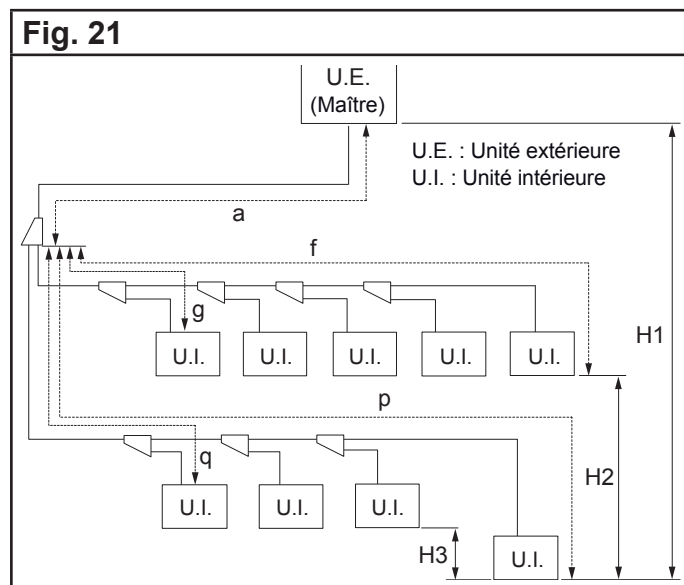 Fig. 21
U.E.
(Maître)
U.E. : Unité extérieure
U.I. : Unité intérieure
a
f
g
U.I.
U.I.
U.I.
U.I.
U.I.
H1
p
q
H2
U.I.
U.I.
U.I.
H3
U.I.